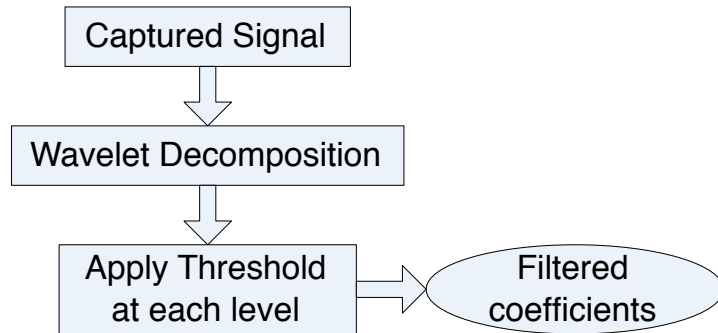 Captured Signal
Wavelet Decomposition
Apply Threshold
at each level
Filtered
coefficients